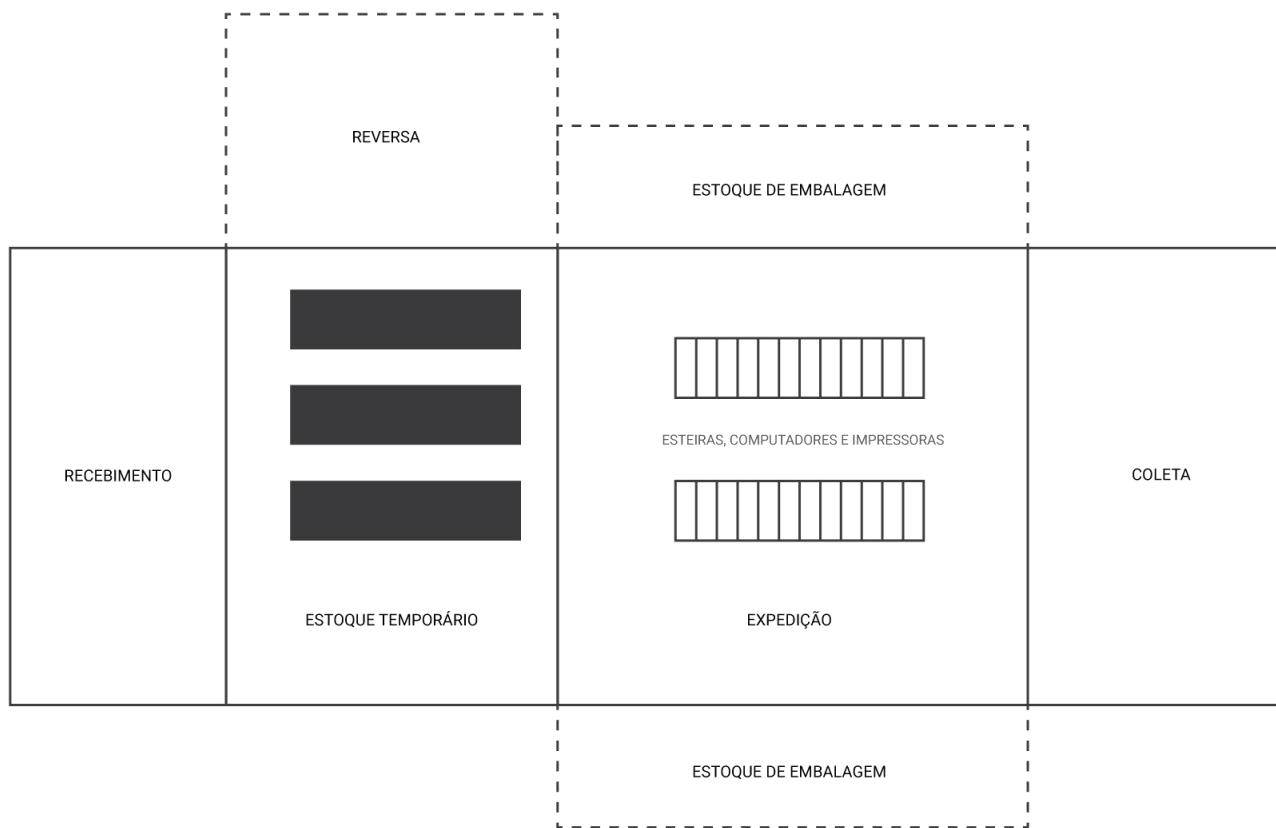 REVERSA
ESTOQUE DE EMBALAGEM
ESTEIRAS, COMPUTADORES E IMPRESSORAS
RECEBIMENTO
COLETA
ESTOQUE TEMPORÁRIO
EXPEDIÇÃO
ESTOQUE DE EMBALAGEM